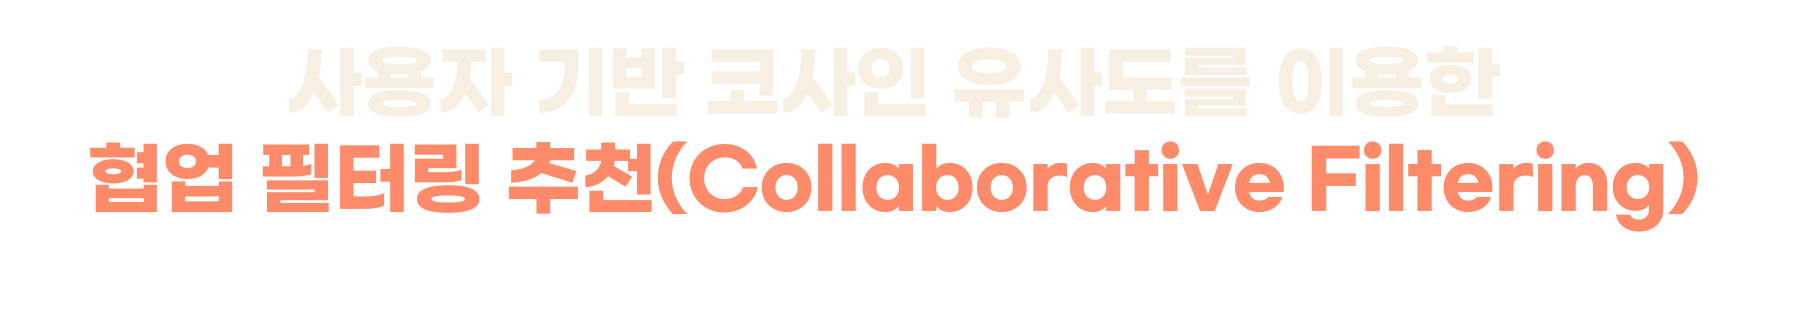 사용자 기반 코사인 유사도를 이용한
협업 필터링 추천(Collaborative Filtering)